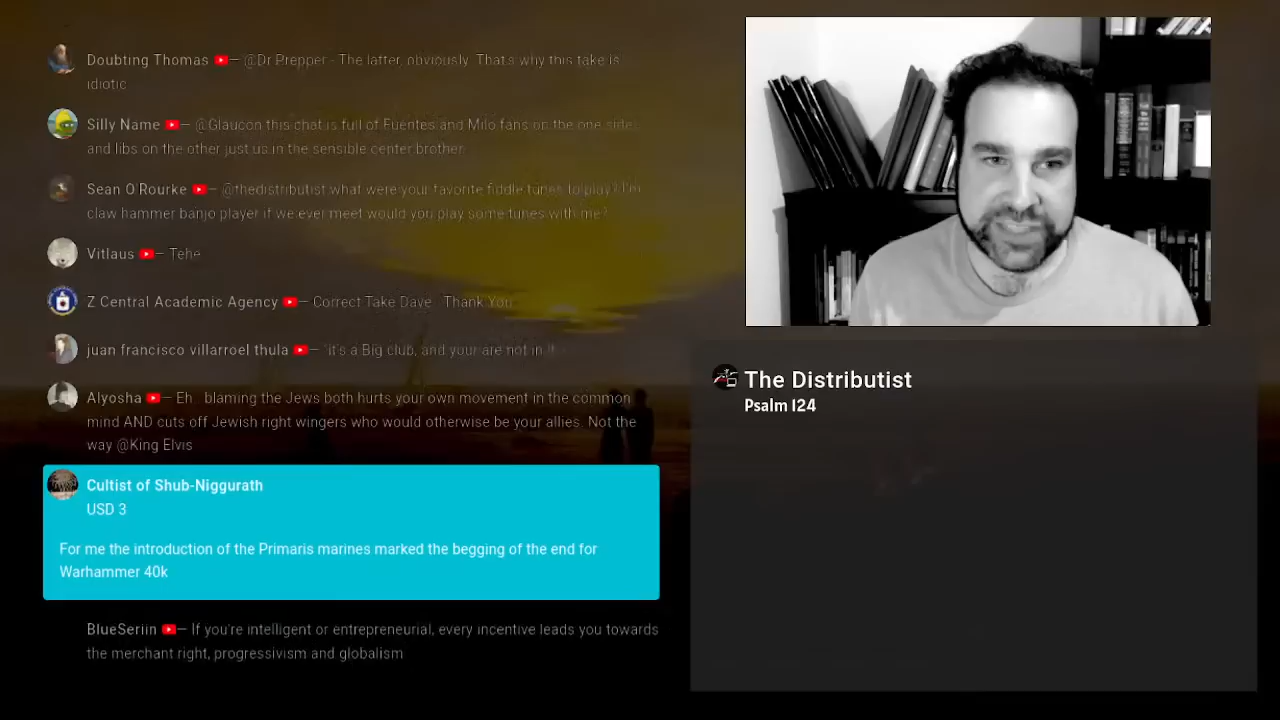 Doubting Thomas — @Dr Prepper - The latter, obviously. That's why this take is
idiotic
Silly Name — @Glaucon this chat is full of Fuentes and Milo fans on the one side
and libs on the other just us in the sensible center brother.
Sean O'Rourke — @thedistributist what were your favorite fiddle tunes to play? I'm
claw hammer banjo player if we ever meet would you play some tunes with me?
Vitlaus — Tehe
Z Central Academic Agency — Correct Take Dave. Thank You
juan francisco villarroel thula — "It's a Big club, and your are not in it
Alyosha — Eh.. blaming the Jews both hurts your own movement in the common
mind AND cuts off Jewish right wingers who would otherwise be your allies. Not the
way @King Elvis
Cultist of Shub-Niggurath
USD 3
For me the introduction of the Primaris marines marked the begging of the end for
Warhammer 40k
BlueSeriin — If you're intelligent or entrepreneurial, every incentive leads you towards
the merchant right, progressivism and globalism
The Distributist
Psalm 124